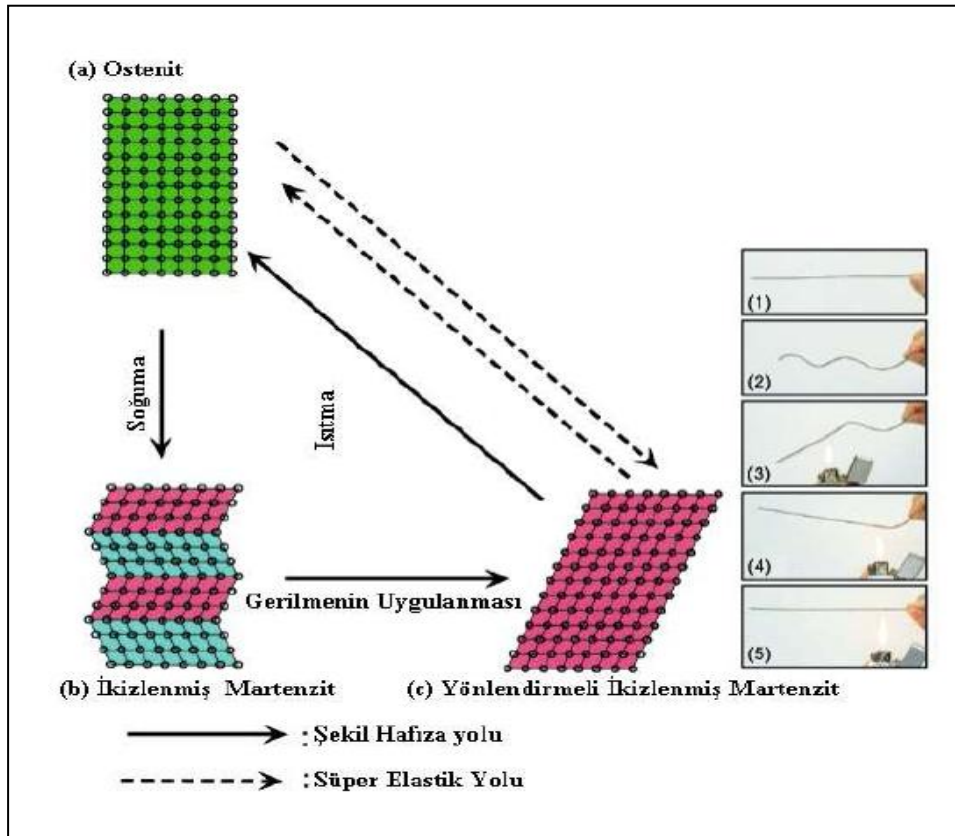 (a) Ostenit
Soğuma
Isıtma
Gerilmenin Uygulanması
(b) İkizlenmiş Martenzit
(c) Yönlendirmeli İkizlenmiş Martenzit
: Şekil Hafıza yolu
: Süper Elastik Yolu
(1)
(2)
(3)
(4)
(5)